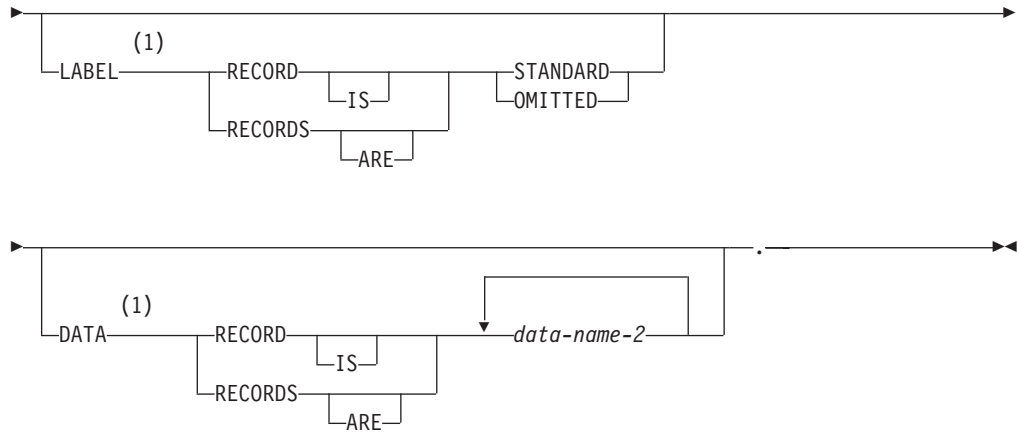 (1)
LABEL RECORD STANDARD
IS OMITTED
RECORDS
ARE
.
(1)
DATA RECORD data-name-2
IS
RECORDS
ARE